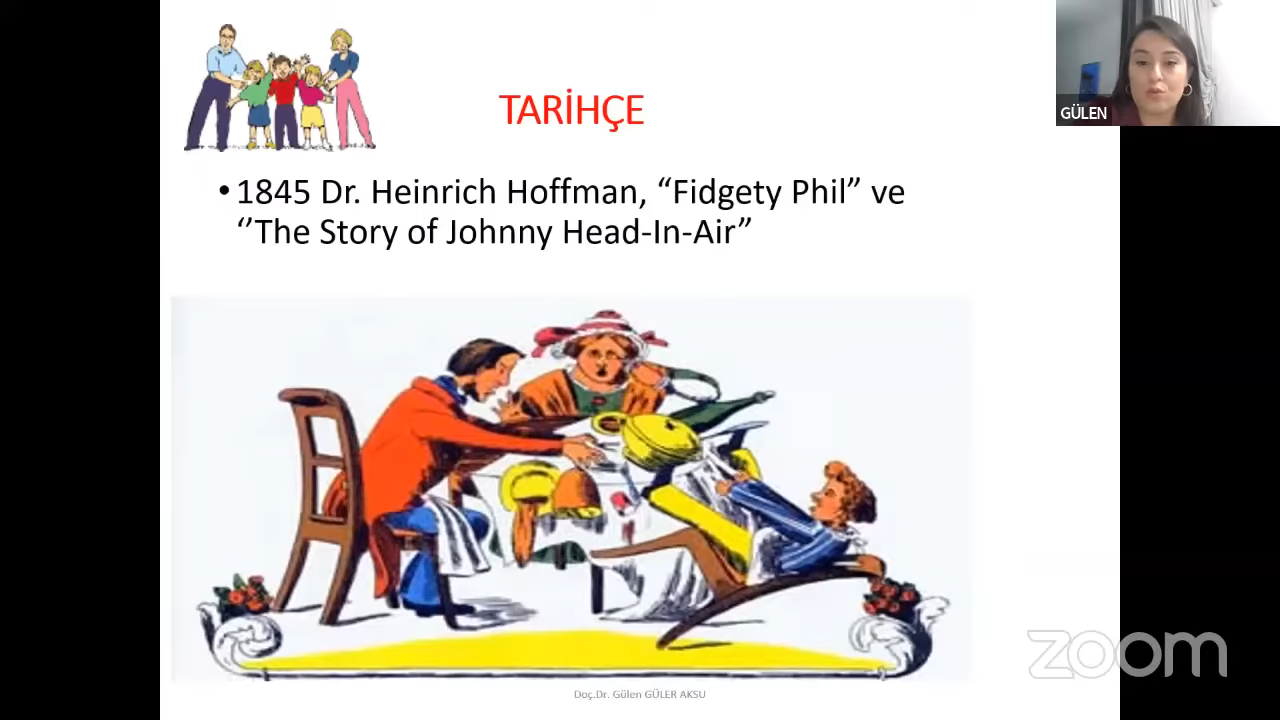 TARİHÇE
GÜLEN
• 1845 Dr. Heinrich Hoffman, “Fidgety Phil” ve
‘’The Story of Johnny Head-In-Air”
zoom
Doç.Dr. Gülen GÜLER AKSU